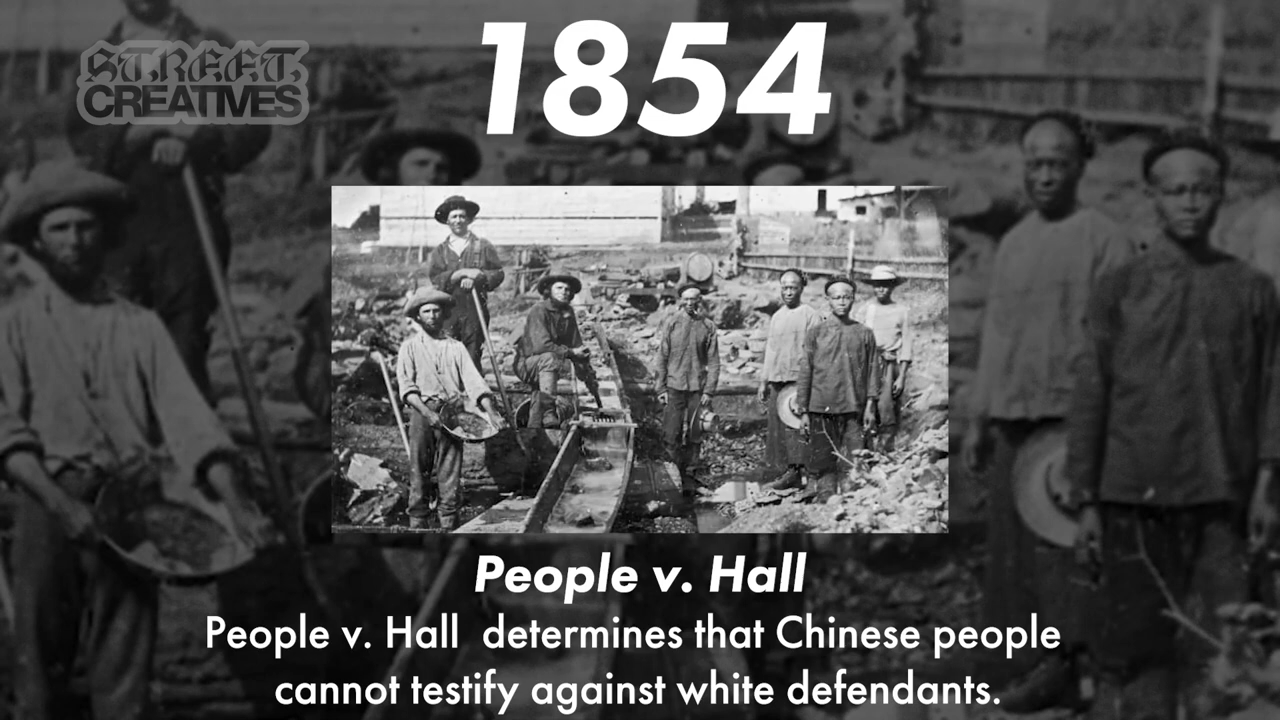 STREET
CREATIVES
1854
People v. Hall
People v. Hall  determines that Chinese people
cannot testify against white defendants.